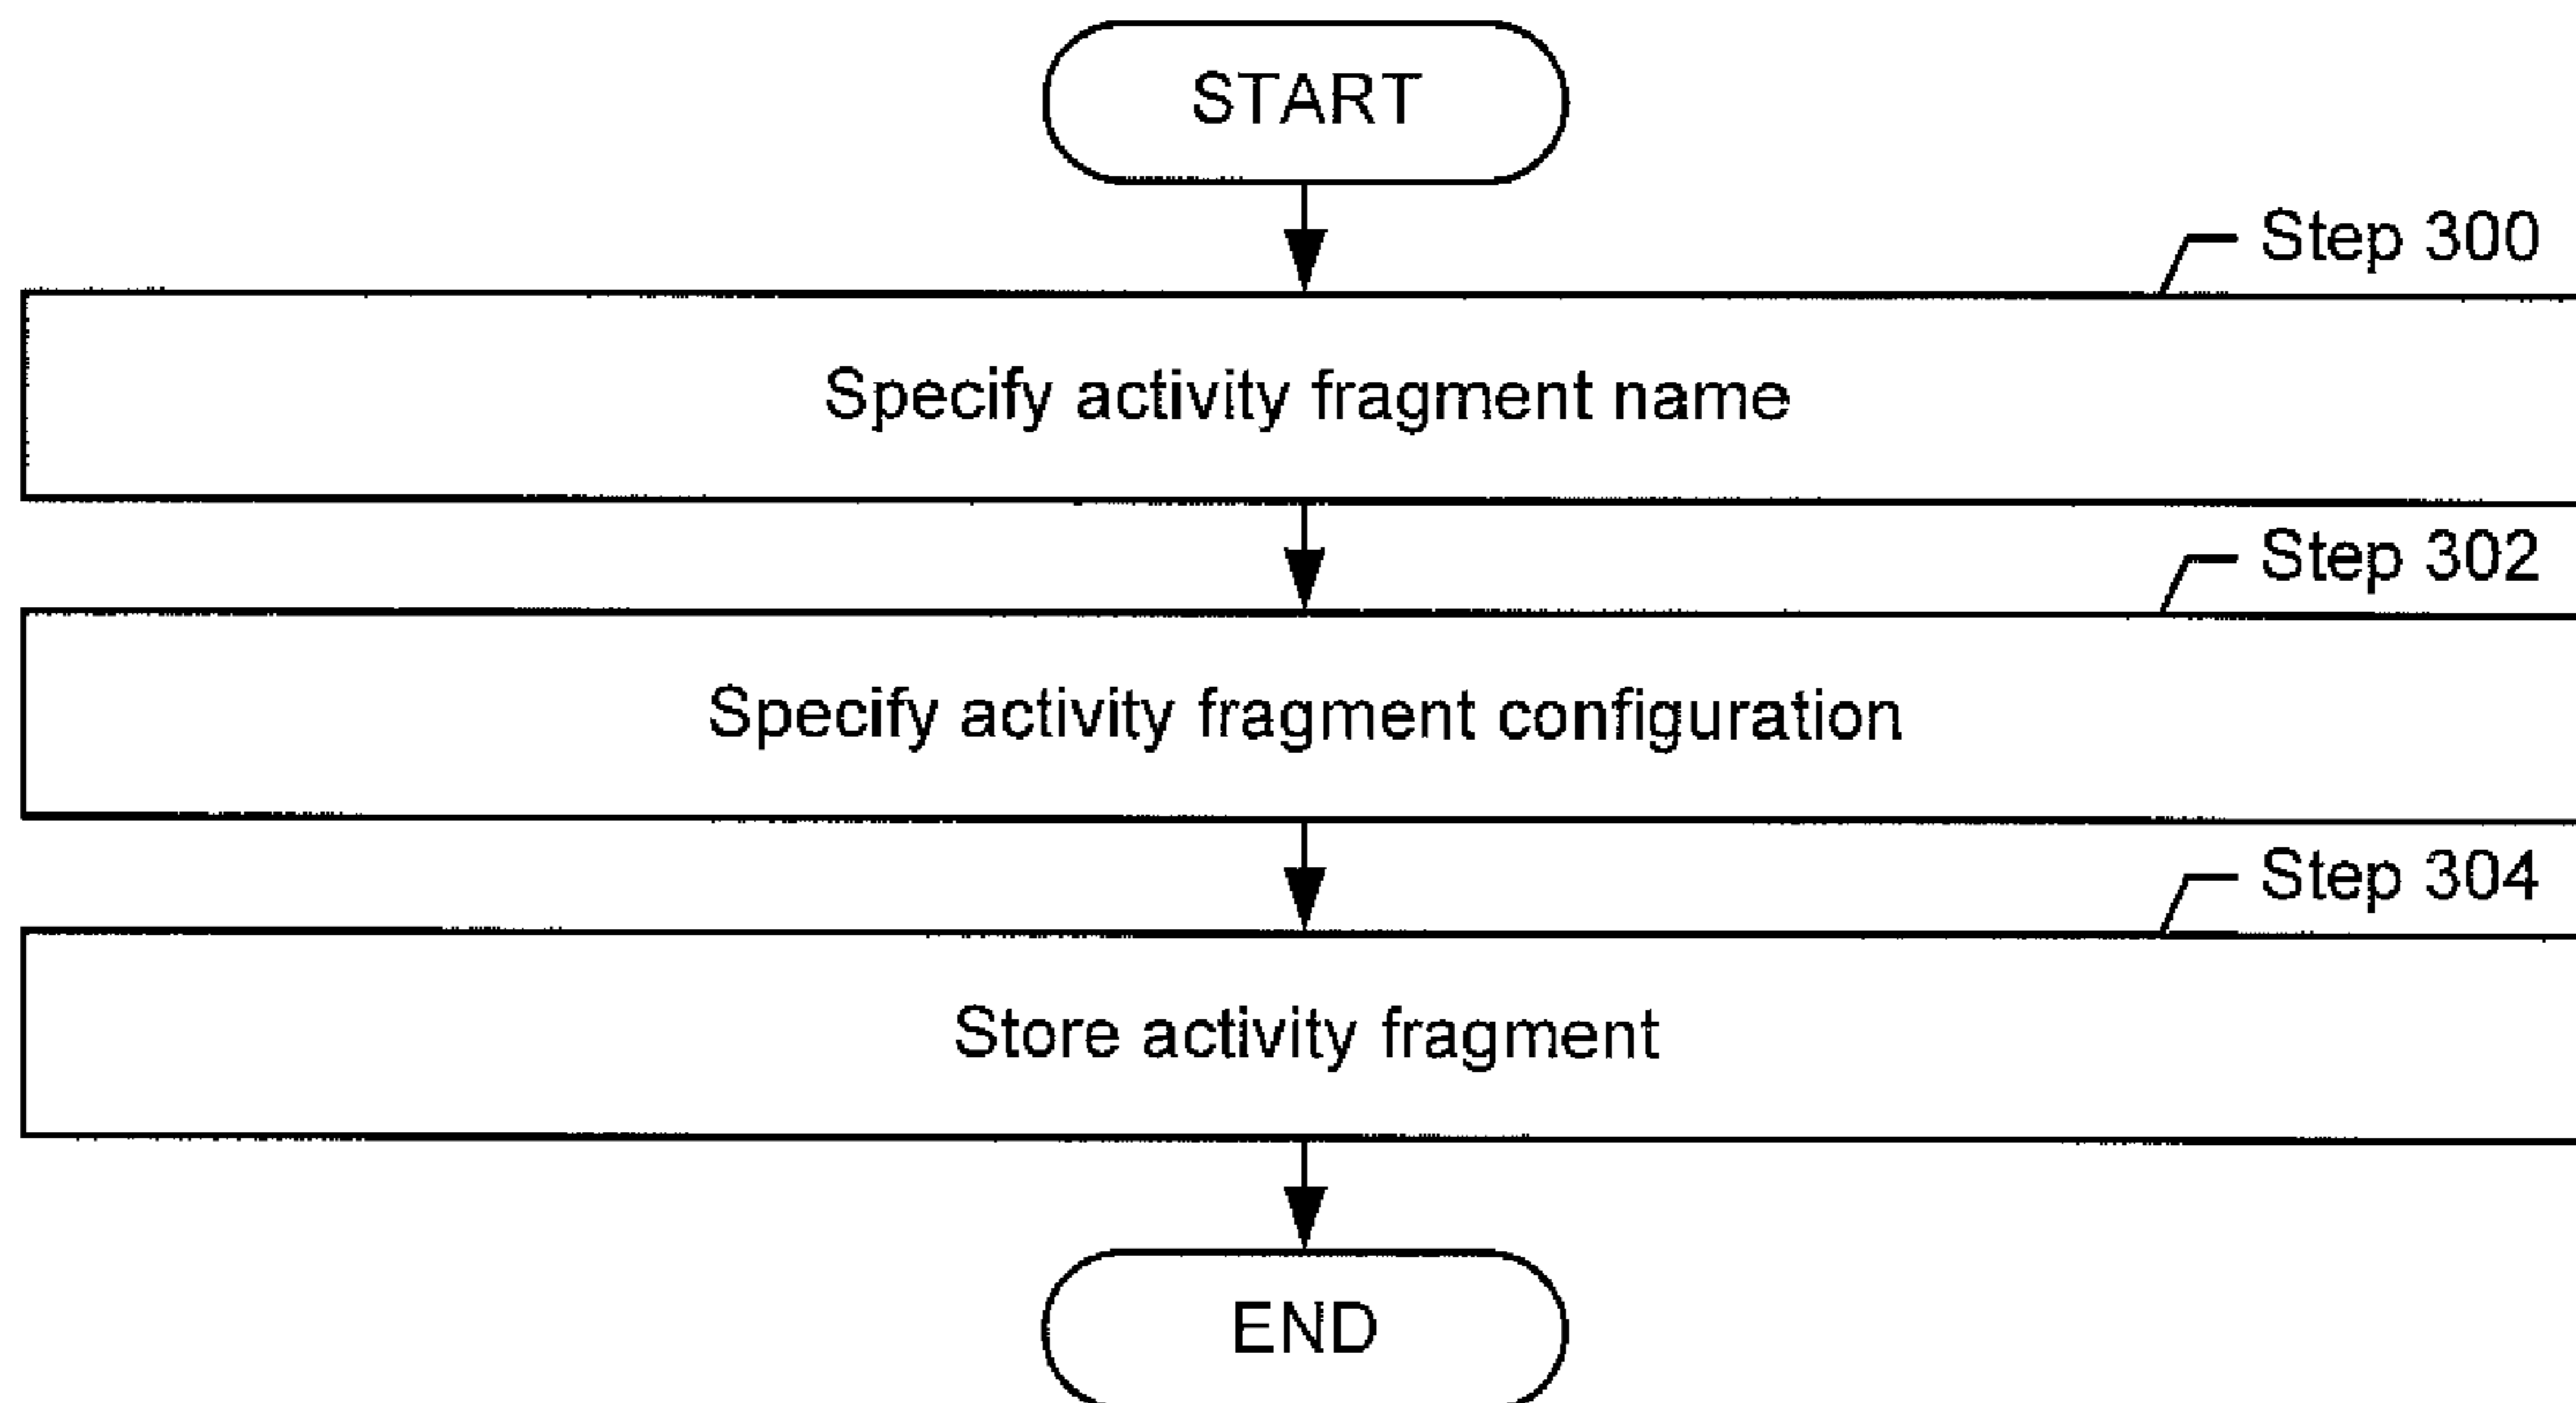 START
Step 300
Specify activity fragment name
Step 302
Specify activity fragment configuration
Step 304
Store activity fragment
END